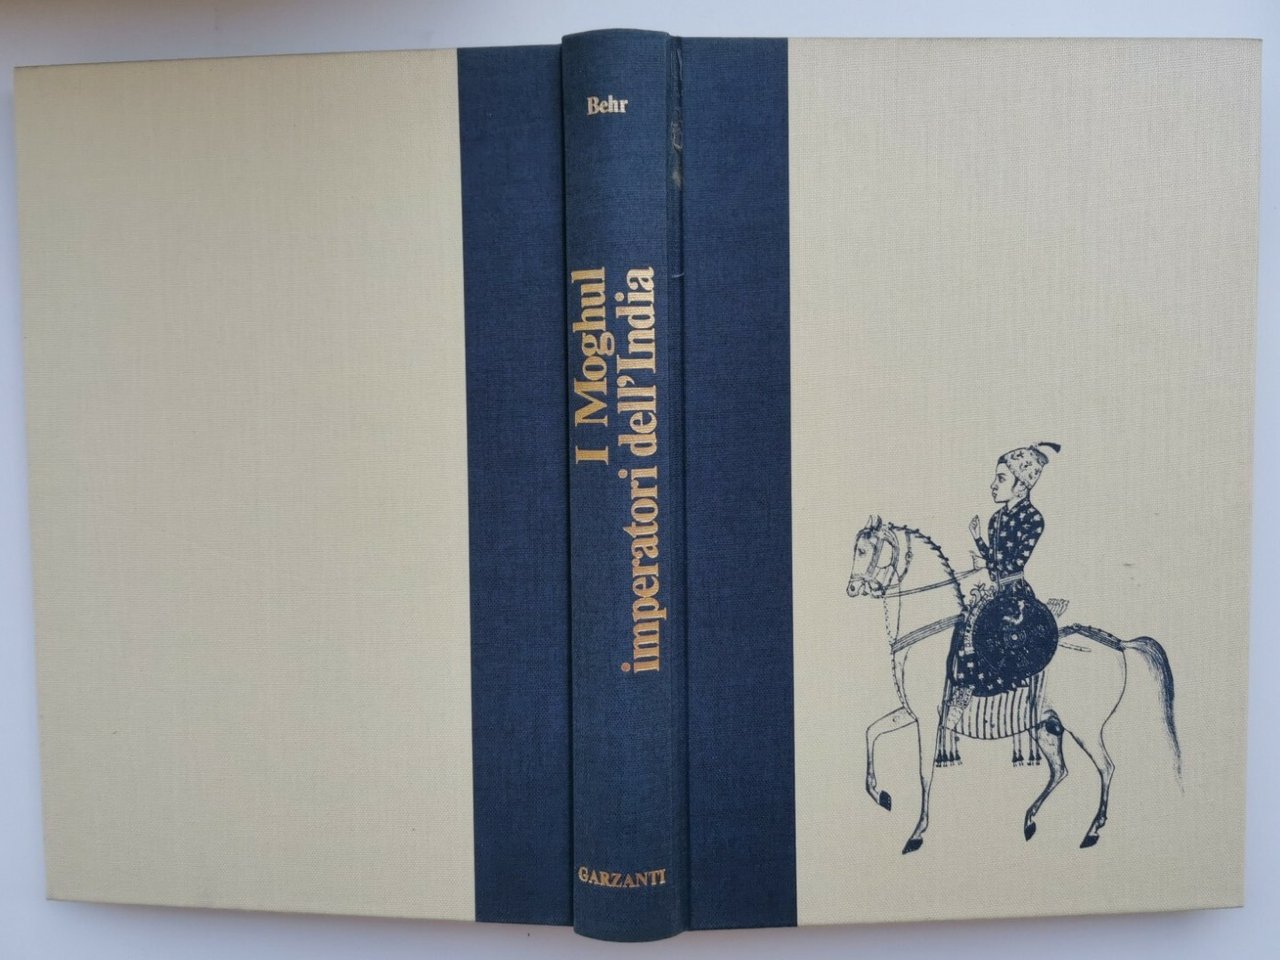 Behr
I Moghul
imperatori dell'India
GARZANTI